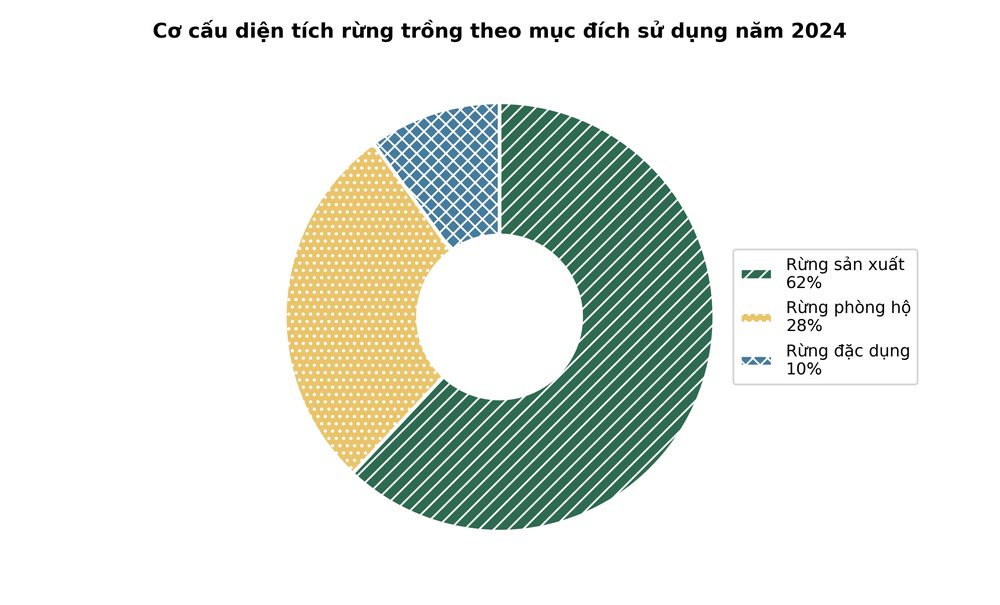 Cơ cấu diện tích rừng trồng theo mục đích sử dụng năm 2024
Rừng sản xuất
62%
Rừng phòng hộ
28%
Rừng đặc dụng
10%